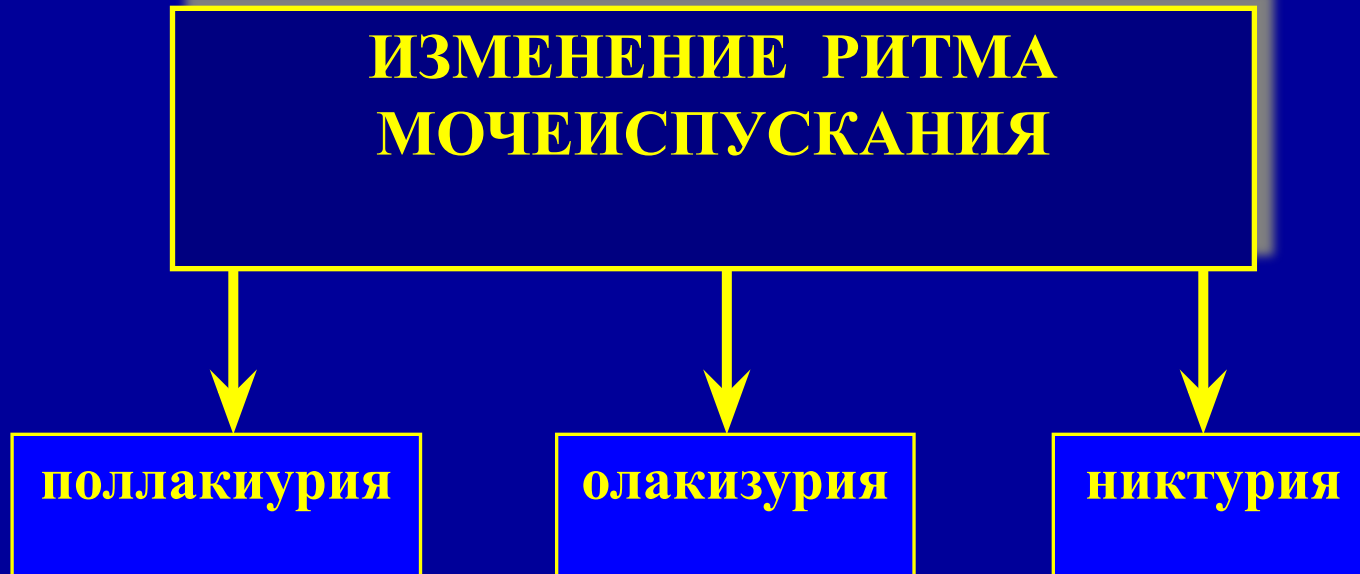 ИЗМЕНЕНИЕ РИТМА
МОЧЕИСПУСКАНИЯ
поллакиурия
олакизурия
никтурия